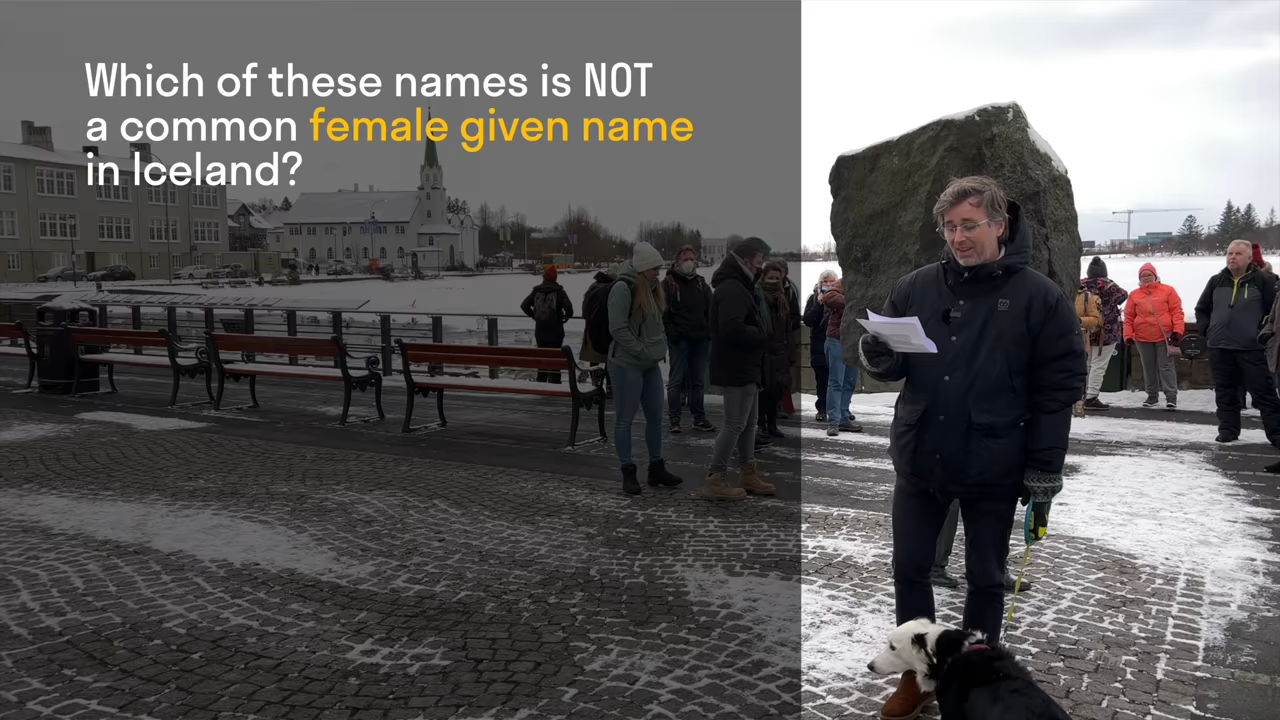 Which of these names is NOT
a common female given name
in Iceland?